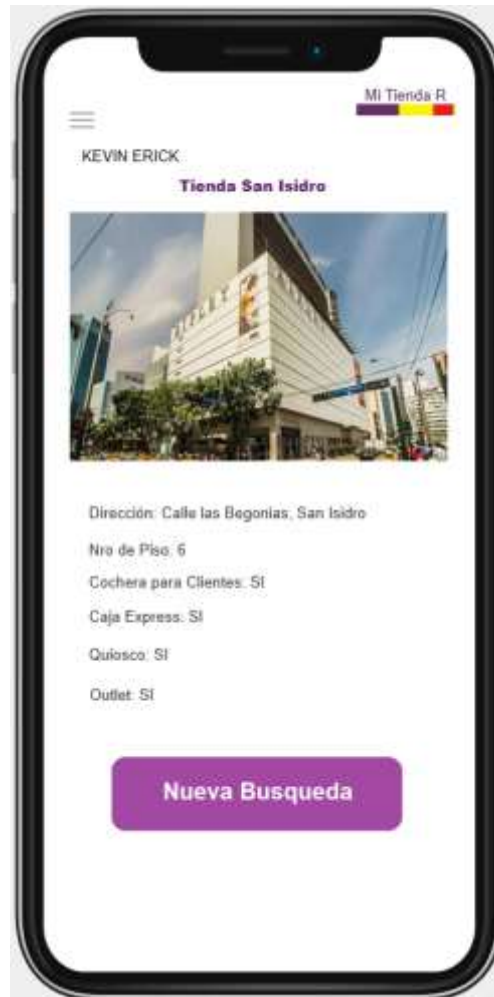 Mi Tienda R
KEVIN ERICK
Tienda San Isidro
RIPLEY
Dirección: Calle las Begonias, San Isidro
Nro de Piso: 6
Cochera para Clientes: SI
Caja Express: SI
Quiosco: SI
Outlet: SI
Nueva Busqueda